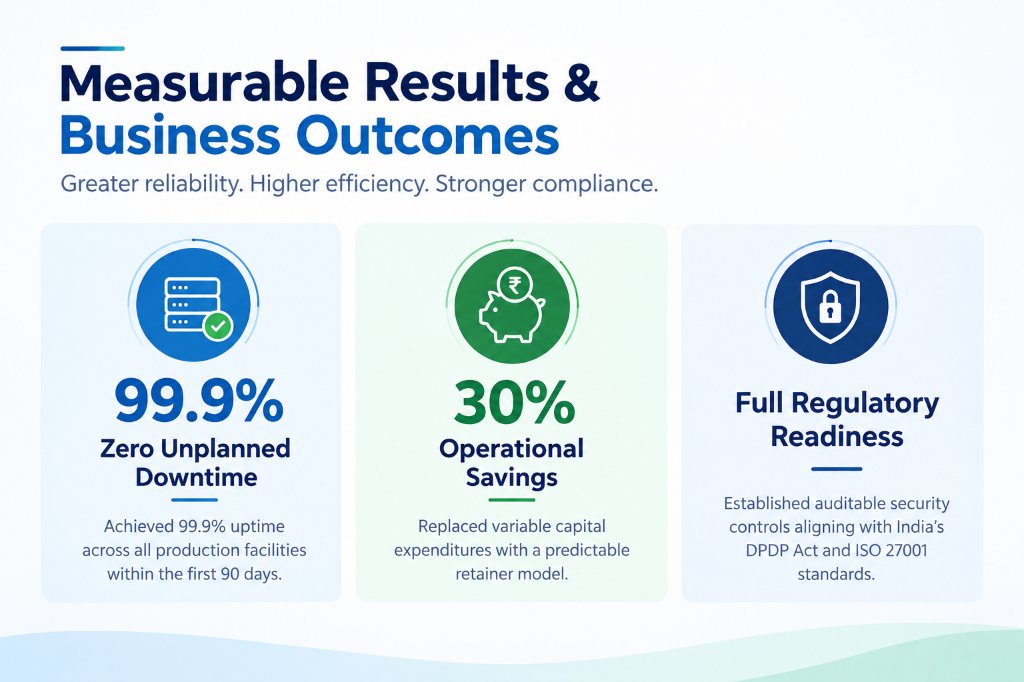 Measurable Results &
Business Outcomes
Greater reliability. Higher efficiency. Stronger compliance.
99.9%
Zero Unplanned
Downtime
Achieved 99.9% uptime
across all production facilities
within the first 90 days.
₹
30%
Operational
Savings
Replaced variable capital
expenditures with a predictable
retainer model.
Full Regulatory
Readiness
Established auditable security
controls aligning with India's
DPDP Act and ISO 27001
standards.